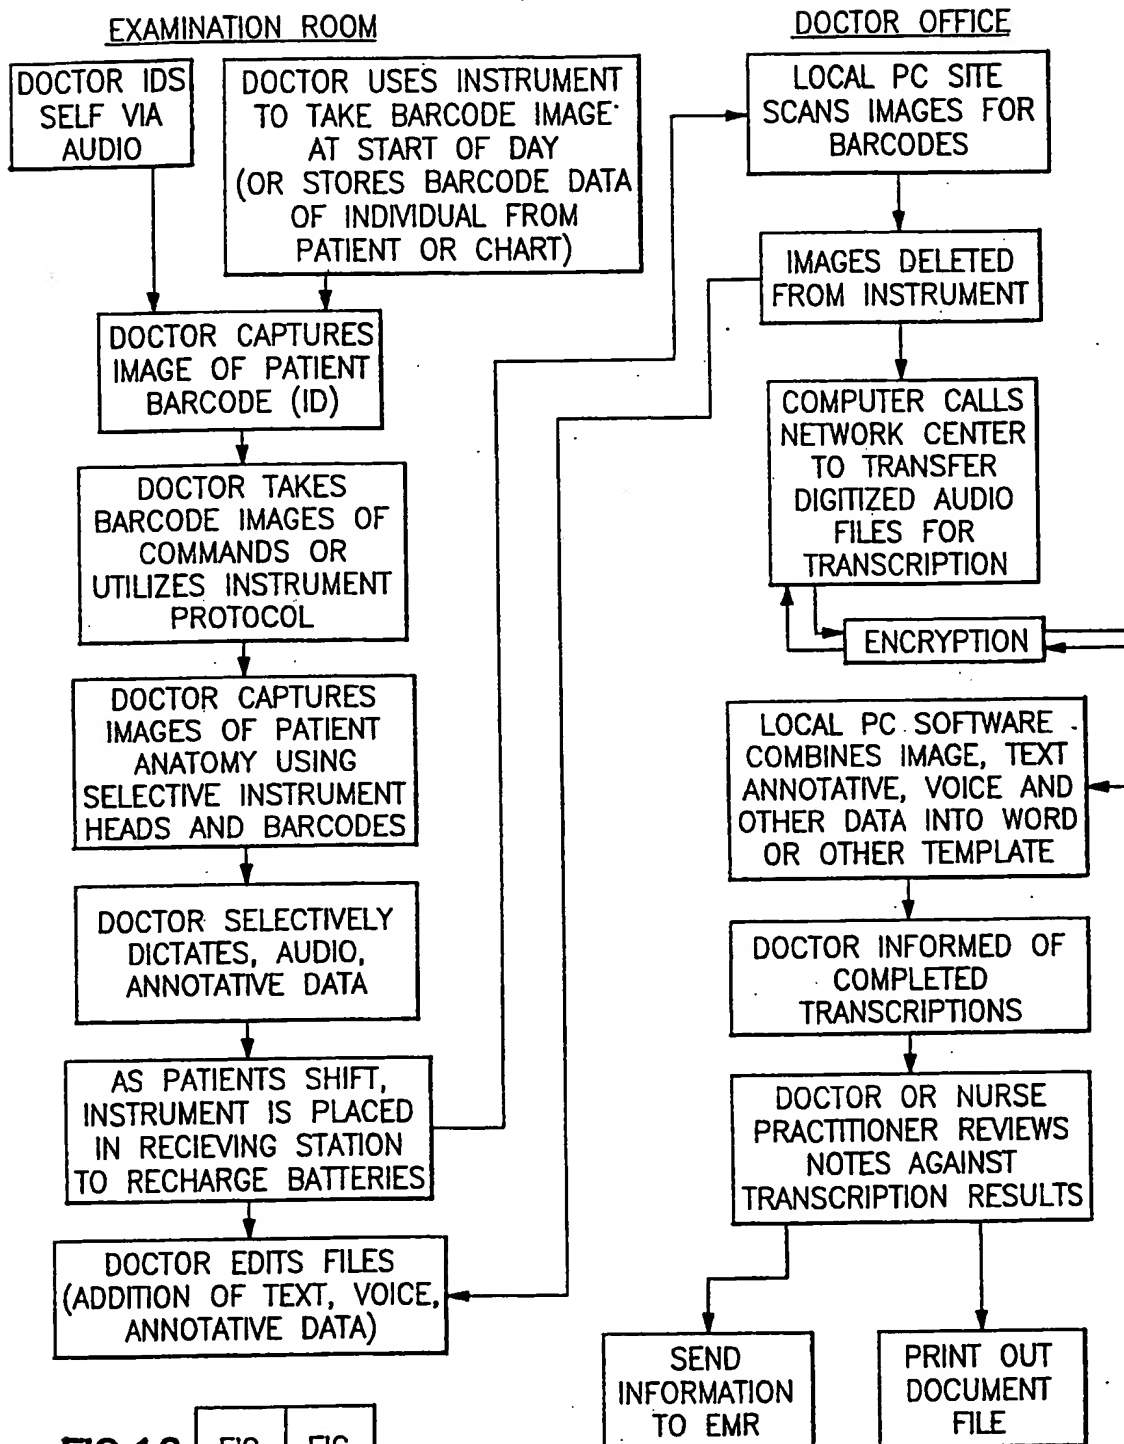 EXAMINATION ROOM
DOCTOR IDS
SELF VIA
AUDIO
DOCTOR USES INSTRUMENT
TO TAKE BARCODE IMAGE
AT START OF DAY
(OR STORES BARCODE DATA
OF INDIVIDUAL FROM
PATIENT OR CHART)
DOCTOR CAPTURES
IMAGE OF PATIENT
BARCODE (ID)
DOCTOR TAKES
BARCODE IMAGES OF
COMMANDS OR
UTILIZES INSTRUMENT
PROTOCOL
DOCTOR CAPTURES
IMAGES OF PATIENT
ANATOMY USING
SELECTIVE INSTRUMENT
HEADS AND BARCODES
DOCTOR SELECTIVELY
DICTATES, AUDIO,
ANNOTATIVE DATA
AS PATIENTS SHIFT,
INSTRUMENT IS PLACED
IN RECIEVING STATION
TO RECHARGE BATTERIES
DOCTOR EDITS FILES
(ADDITION OF TEXT, VOICE,
ANNOTATIVE DATA)
DOCTOR OFFICE
LOCAL PC SITE
SCANS IMAGES FOR
BARCODES
IMAGES DELETED
FROM INSTRUMENT
COMPUTER CALLS
NETWORK CENTER
TO TRANSFER
DIGITIZED AUDIO
FILES FOR
TRANSCRIPTION
ENCRYPTION
LOCAL PC SOFTWARE
COMBINES IMAGE, TEXT
ANNOTATIVE, VOICE AND
OTHER DATA INTO WORD
OR OTHER TEMPLATE
DOCTOR INFORMED OF
COMPLETED
TRANSCRIPTIONS
DOCTOR OR NURSE
PRACTITIONER REVIEWS
NOTES AGAINST
TRANSCRIPTION RESULTS
SEND
INFORMATION
TO EMR
PRINT OUT
DOCUMENT
FILE
FIG FIG